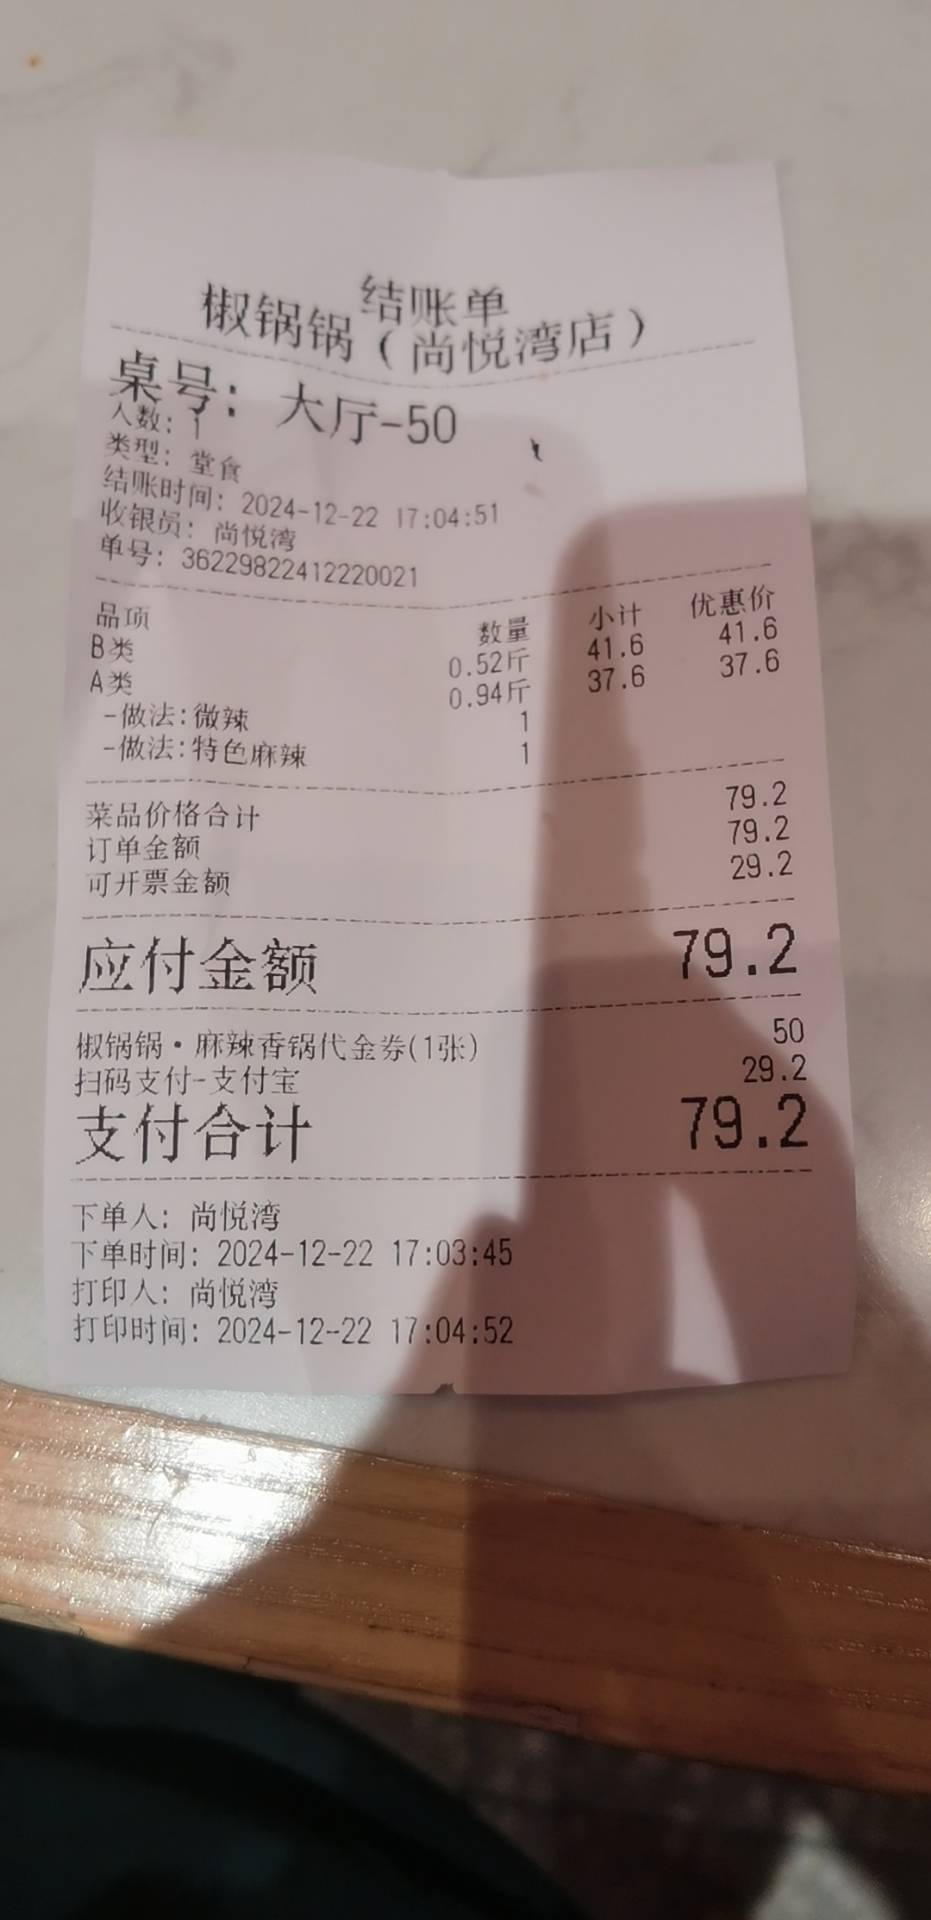 结账单
椒锅锅（尚悦湾店）
桌号: 大厅-50
人数: 1
类型: 堂食
结账时间: 2024-12-22 17:04:51
收银员: 尚悦湾
单号: 36229822412220021
品项 数量 小计 优惠价
B类 0.52斤 41.6 41.6
A类 0.94斤 37.6 37.6
-做法:微辣 1
-做法:特色麻辣 1
菜品价格合计 79.2
订单金额 79.2
可开票金额 29.2
应付金额 79.2
椒锅锅·麻辣香锅代金券(1张) 50
扫码支付-支付宝 29.2
支付合计 79.2
下单人: 尚悦湾
下单时间: 2024-12-22 17:03:45
打印人: 尚悦湾
打印时间: 2024-12-22 17:04:52